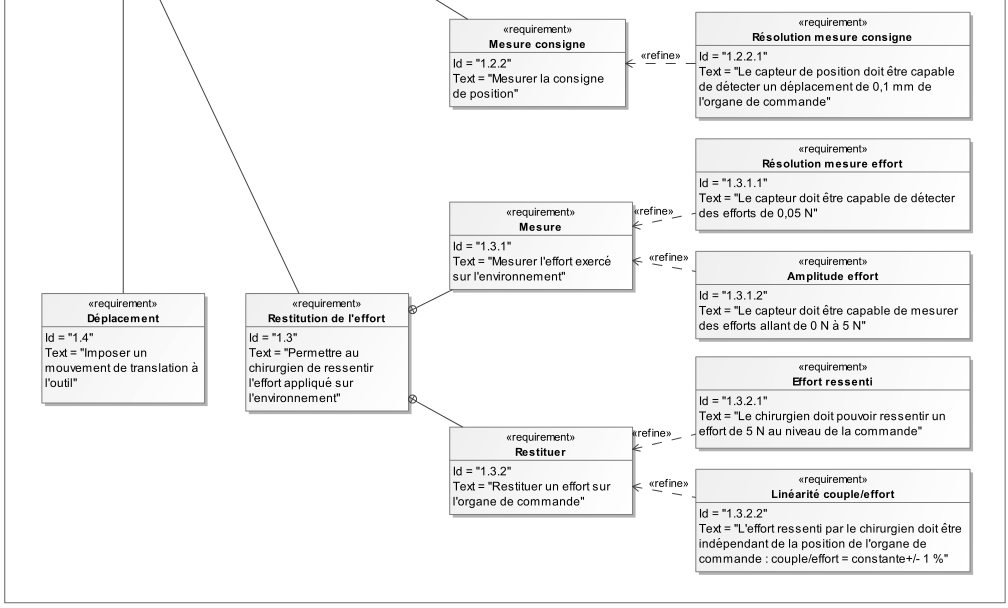 «requirement»
Mesure consigne
Id = "1.2.2"
Text = "Mesurer la consigne
de position"
«refine»
«requirement»
Résolution mesure consigne
Id = "1.2.2.1"
Text = "Le capteur de position doit être capable
de détecter un déplacement de 0,1 mm de
l'organe de commande"
«requirement»
Résolution mesure effort
Id = "1.3.1.1"
Text = "Le capteur doit être capable de détecter
des efforts de 0,05 N"
«requirement»
Mesure
Id = "1.3.1"
Text = "Mesurer l'effort exercé
sur l'environnement"
«refine»
«refine»
«requirement»
Amplitude effort
Id = "1.3.1.2"
Text = "Le capteur doit être capable de mesurer
des efforts allant de 0 N à 5 N"
«requirement»
Déplacement
Id = "1.4"
Text = "Imposer un
mouvement de translation à
l'outil"
«requirement»
Restitution de l'effort
Id = "1.3"
Text = "Permettre au
chirurgien de ressentir
l'effort appliqué sur
l'environnement"
«requirement»
Effort ressenti
Id = "1.3.2.1"
Text = "Le chirurgien doit pouvoir ressentir un
effort de 5 N au niveau de la commande"
«requirement»
Restituer
Id = "1.3.2"
Text = "Restituer un effort sur
l'organe de commande"
«refine»
«refine»
«requirement»
Linéarité couple/effort
Id = "1.3.2.2"
Text = "L'effort ressenti par le chirurgien doit être
indépendant de la position de l'organe de
commande : couple/effort = constante+/- 1 %"